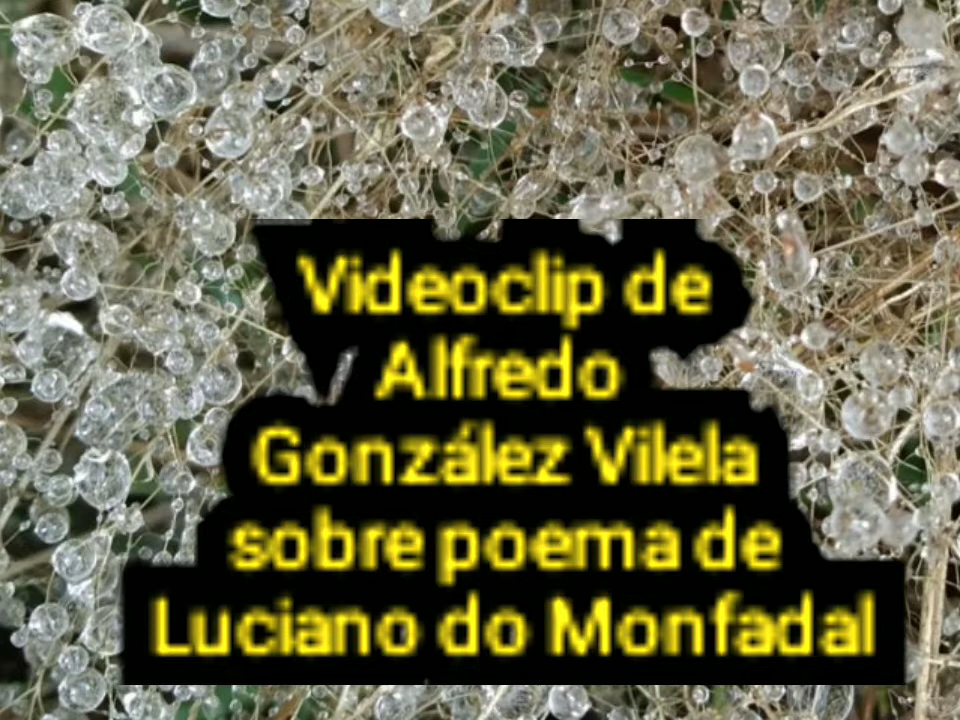 Videoclip de
Alfredo
González Vilela
sobre poema de
Luciano do Monfadal